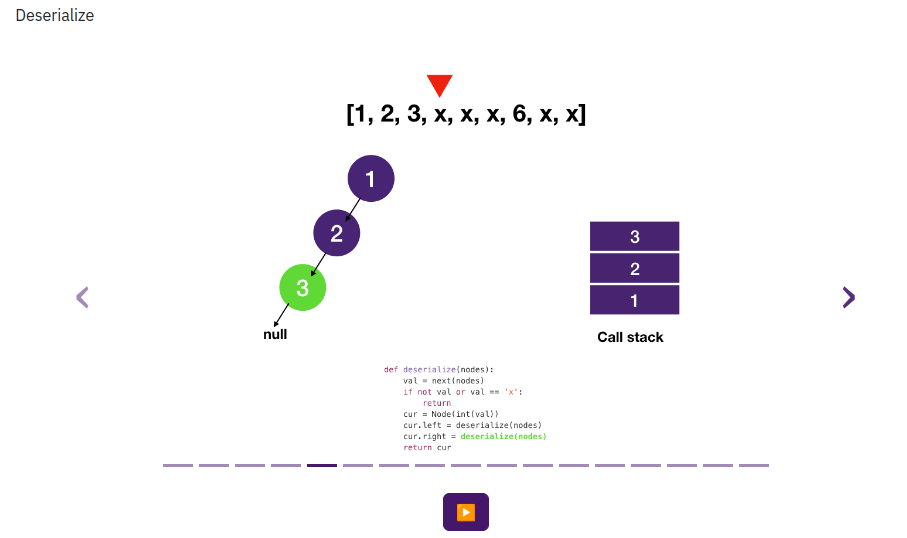 Deserialize
[1, 2, 3, x, x, x, 6, x, x]
1
2
3
null
3
2
1
Call stack
def deserialize(nodes):
    val = next(nodes)
    if not val or val == 'x':
        return
    cur = Node(int(val))
    cur.left = deserialize(nodes)
    cur.right = deserialize(nodes)
    return cur